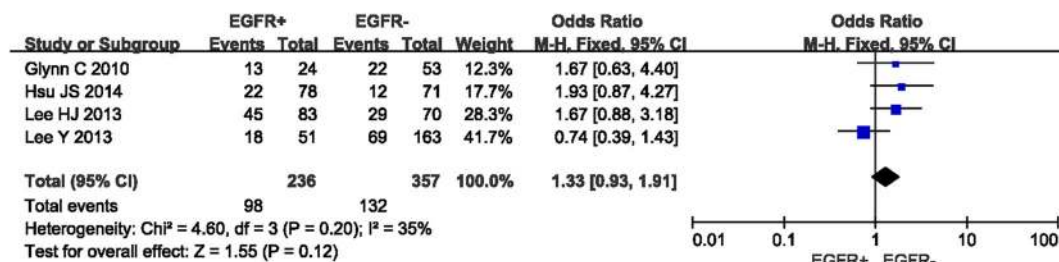 EGFR+ EGFR- Odds Ratio Odds Ratio
Study or Subgroup Events Total Events Total Weight M-H. Fixed. 95% CI M-H. Fixed. 95% CI
Glynn C 2010 13 24 22 53 12.3% 1.67 [0.63, 4.40]
Hsu JS 2014 22 78 12 71 17.7% 1.93 [0.87, 4.27]
Lee HJ 2013 45 83 29 70 28.3% 1.67 [0.88, 3.18]
Lee Y 2013 18 51 69 163 41.7% 0.74 [0.39, 1.43]
Total (95% CI) 236 357 100.0% 1.33 [0.93, 1.91]
Total events 98 132
Heterogeneity: Chi² = 4.60, df = 3 (P = 0.20); I² = 35%
Test for overall effect: Z = 1.55 (P = 0.12)
0.01 0.1 1 10 100
EGFR+ EGFR-